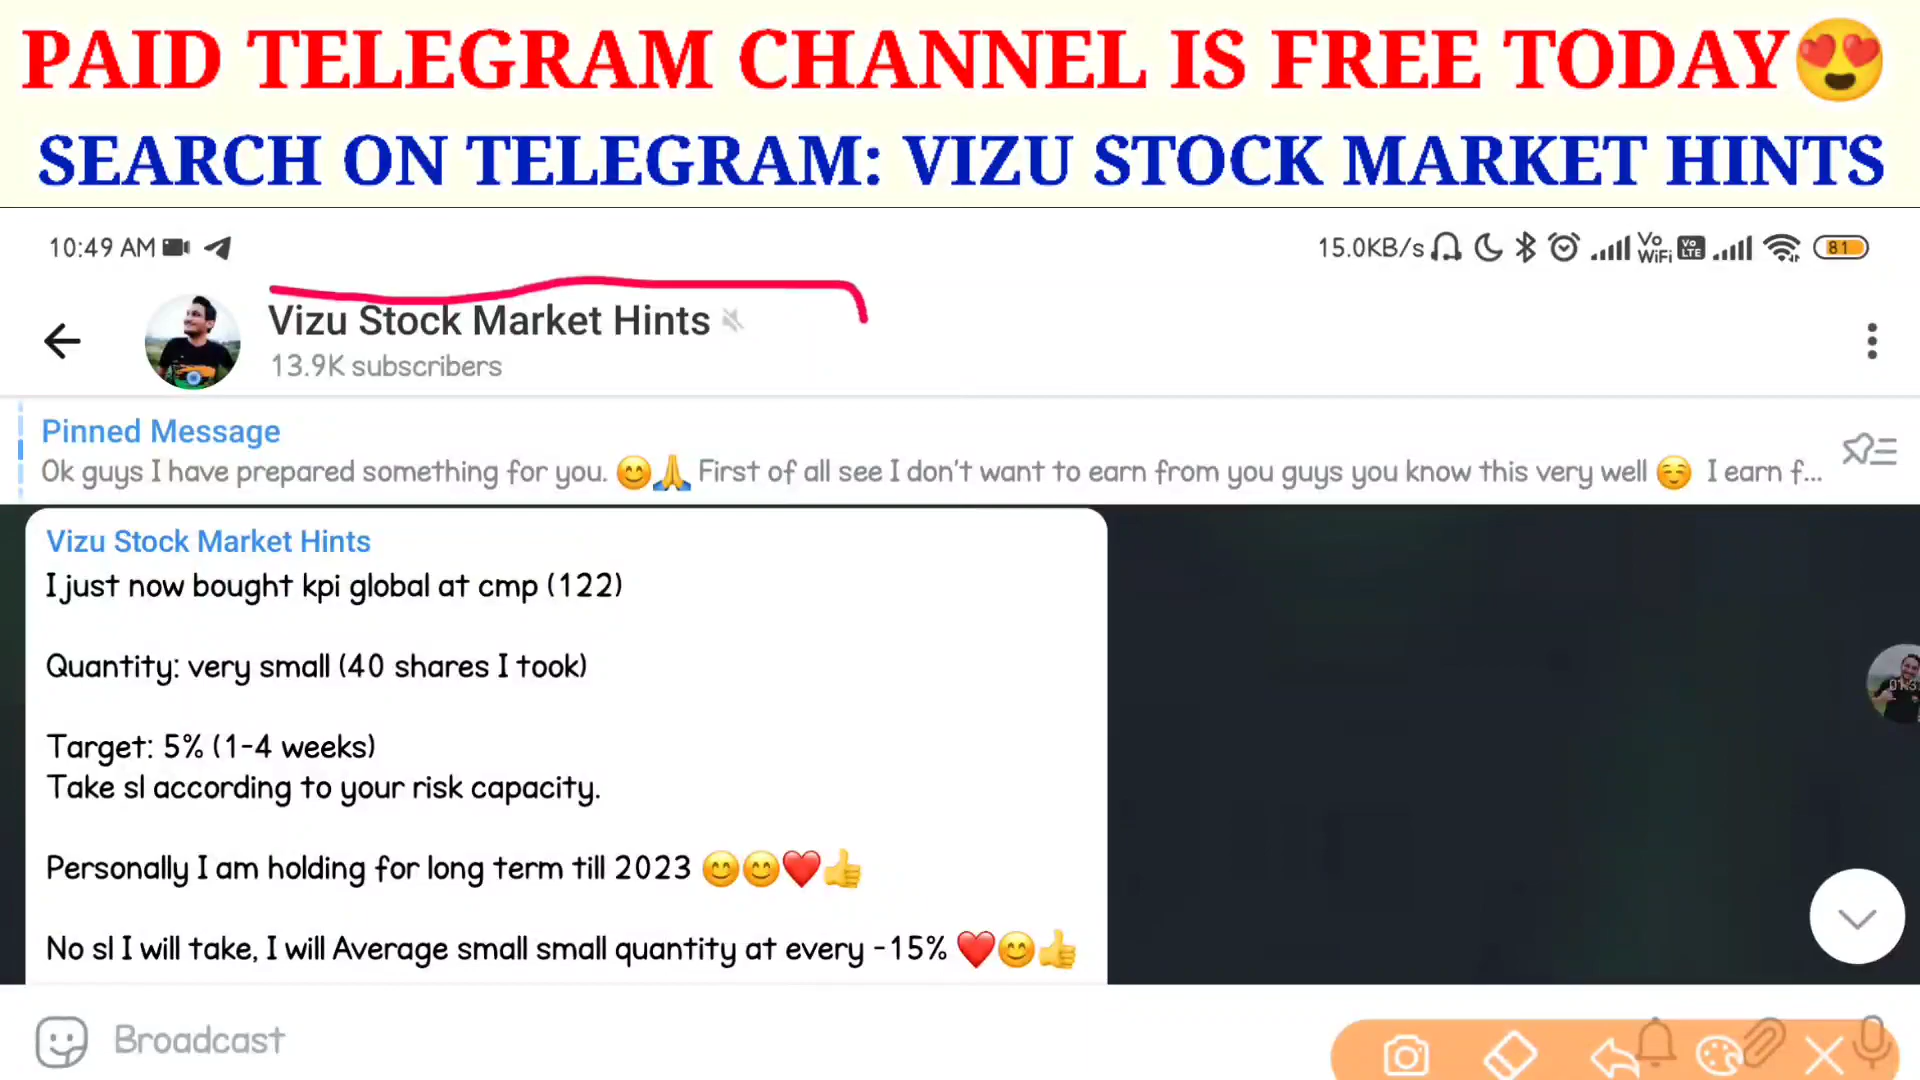 PAID TELEGRAM CHANNEL IS FREE TODAY😍
SEARCH ON TELEGRAM: VIZU STOCK MARKET HINTS
10:49 AM
15.0KB/s Vo WiFi Vo LTE 81
Vizu Stock Market Hints
13.9K subscribers
Pinned Message
Ok guys I have prepared something for you. 😊🙏 First of all see I don't want to earn from you guys you know this very well ☺️ I earn f...
Vizu Stock Market Hints
I just now bought kpi global at cmp (122)
Quantity: very small (40 shares I took)
Target: 5% (1-4 weeks)
Take sl according to your risk capacity.
Personally I am holding for long term till 2023 😊😊❤️👍
No sl I will take, I will Average small small quantity at every -15% ❤️😊👍
Broadcast